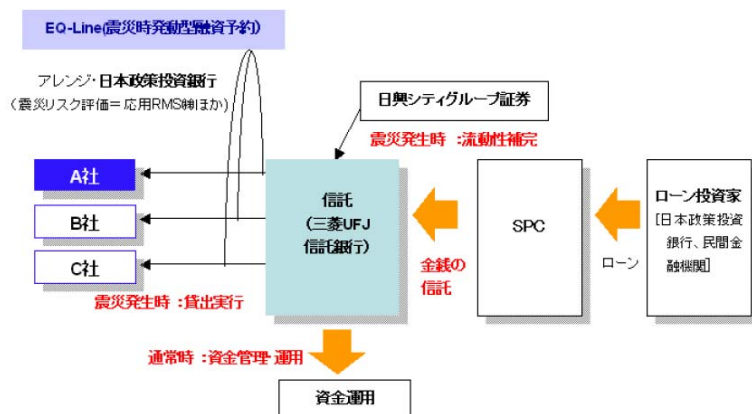 EQ-Line(震災時発動型融資予約)
アレンジ・日本政策投資銀行
(震災リスク評価=応用RMS㈱ほか)
日興シティグループ証券
震災発生時:流動性補完
A社
B社
C社
信託
(三菱UFJ
信託銀行)
SPC
ローン投資家
[日本政策投資
銀行、民間金
融機関]
金銭の
信託
ローン
震災発生時:貸出実行
通常時:資金管理・運用
資金運用